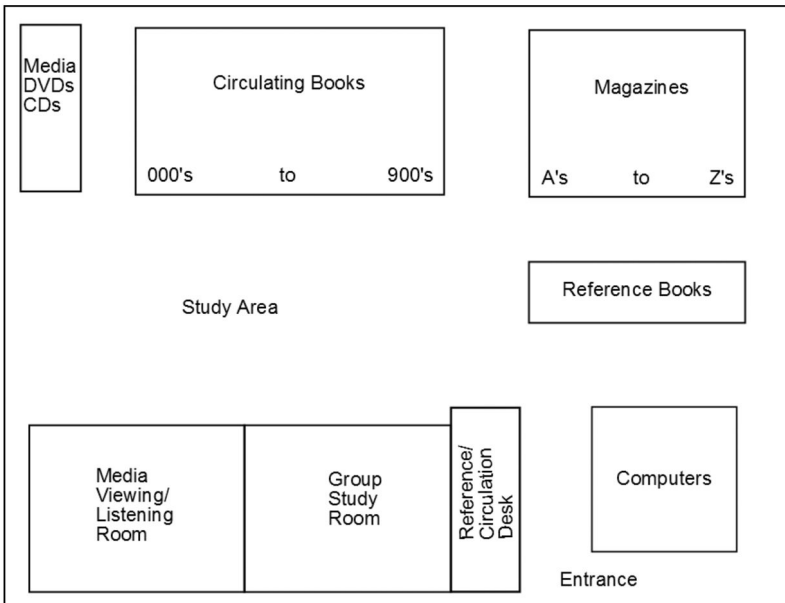 Media
DVDs
CDs
Circulating Books
000's to 900's
Magazines
A's to Z's
Study Area
Reference Books
Media
Viewing/
Listening
Room
Group
Study
Room
Reference/
Circulation
Desk
Computers
Entrance